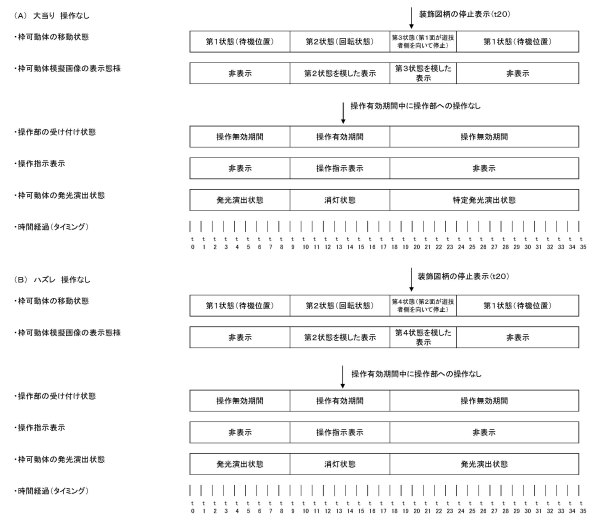 (A) 大当り 操作なし
装飾図柄の停止表示(t20)
・枠可動体の移動状態
第1状態(待機位置)
第2状態(回転状態)
第3状態(第1面が遊技者側を向いて停止)
第1状態(待機位置)
・枠可動体模擬画像の表示態様
非表示
第2状態を模した表示
第3状態を模した表示
非表示
操作有効期間中に操作部への操作なし
・操作部の受け付け状態
操作無効期間
操作有効期間
操作無効期間
・操作指示表示
非表示
操作指示表示
非表示
・枠可動体の発光演出状態
発光演出状態
消灯状態
特定発光演出状態
・時間経過(タイミング)
t0 t1 t2 t3 t4 t5 t6 t7 t8 t9 t10 t11 t12 t13 t14 t15 t16 t17 t18 t19 t20 t21 t22 t23 t24 t25 t26 t27 t28 t29 t30 t31 t32 t33 t34 t35
(B) ハズレ 操作なし
装飾図柄の停止表示(t20)
・枠可動体の移動状態
第1状態(待機位置)
第2状態(回転状態)
第4状態(第2面が遊技者側を向いて停止)
第1状態(待機位置)
・枠可動体模擬画像の表示態様
非表示
第2状態を模した表示
第4状態を模した表示
非表示
操作有効期間中に操作部への操作なし
・操作部の受け付け状態
操作無効期間
操作有効期間
操作無効期間
・操作指示表示
非表示
操作指示表示
非表示
・枠可動体の発光演出状態
発光演出状態
消灯状態
発光演出状態
・時間経過(タイミング)
t0 t1 t2 t3 t4 t5 t6 t7 t8 t9 t10 t11 t12 t13 t14 t15 t16 t17 t18 t19 t20 t21 t22 t23 t24 t25 t26 t27 t28 t29 t30 t31 t32 t33 t34 t35